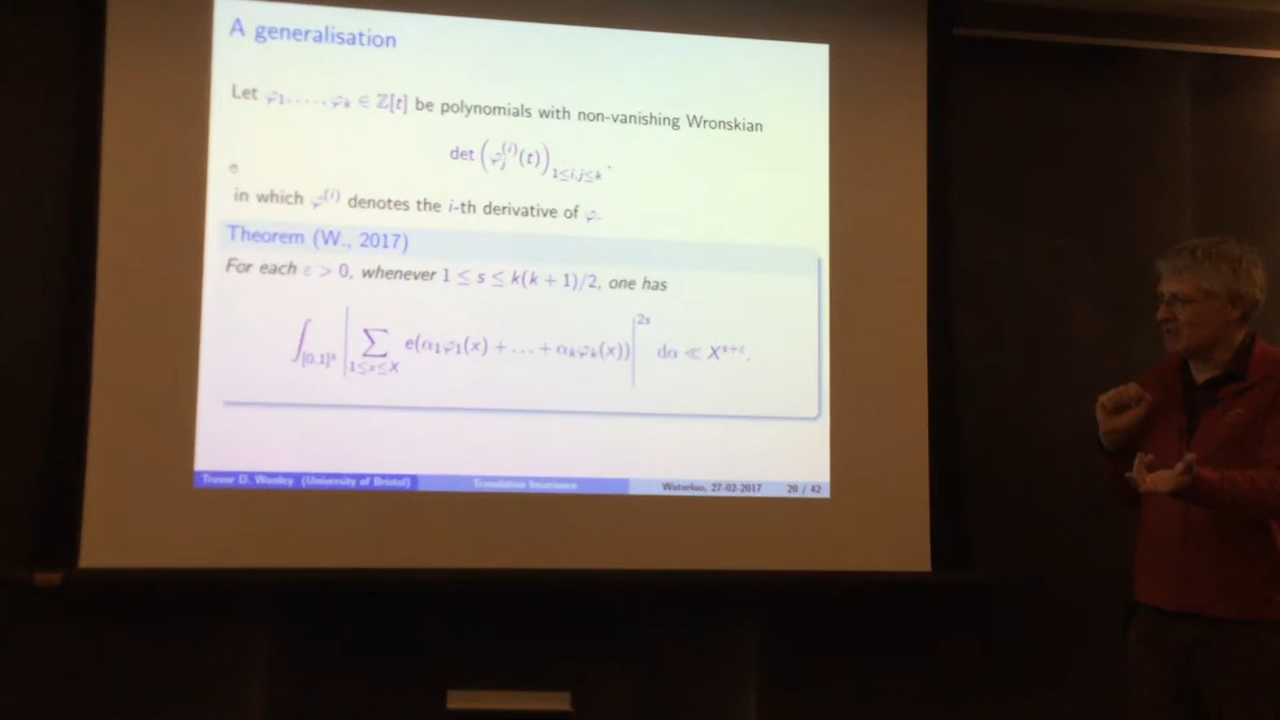 A generalisation
Let φ₁, . . . , φₖ ∈ ℤ[t] be polynomials with non-vanishing Wronskian
det (φⱼ⁽ⁱ⁾(t))₁≤i,j≤k ,
in which φ⁽ⁱ⁾ denotes the i-th derivative of φ.
Theorem (W., 2017)
For each ε > 0, whenever 1 ≤ s ≤ k(k + 1)/2, one has
∫_{[0,1]^k} | ∑_{1≤x≤X} e(α₁φ₁(x) + . . . + αₖφₖ(x)) |^{2s} dα ≪ X^{s+ε}.
Trevor D. Wooley (University of Bristol) Translation Invariance Waterloo, 27-02-2017 20 / 42